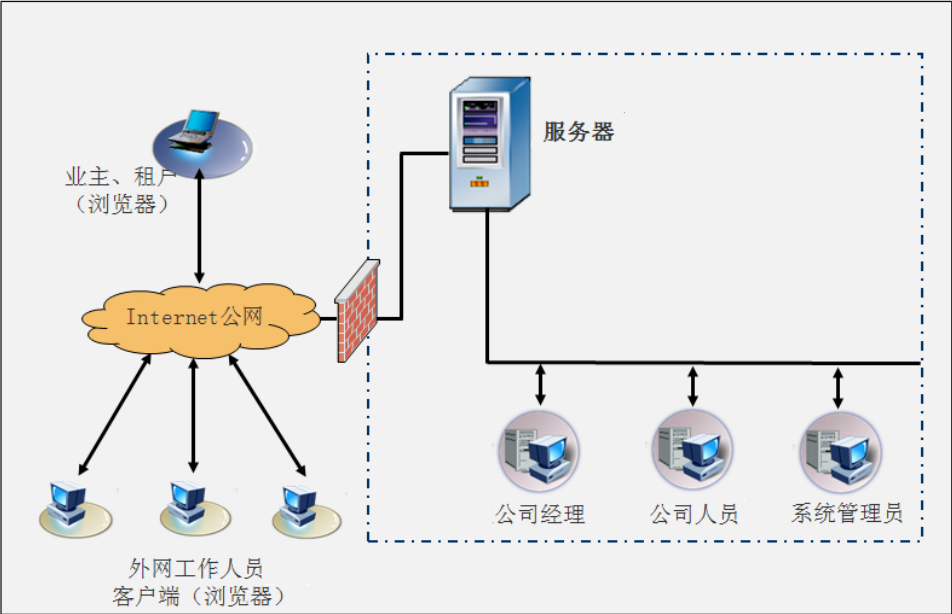 服务器
业主、租户
（浏览器）
Internet公网
公司经理
公司人员
系统管理员
外网工作人员
客户端（浏览器）